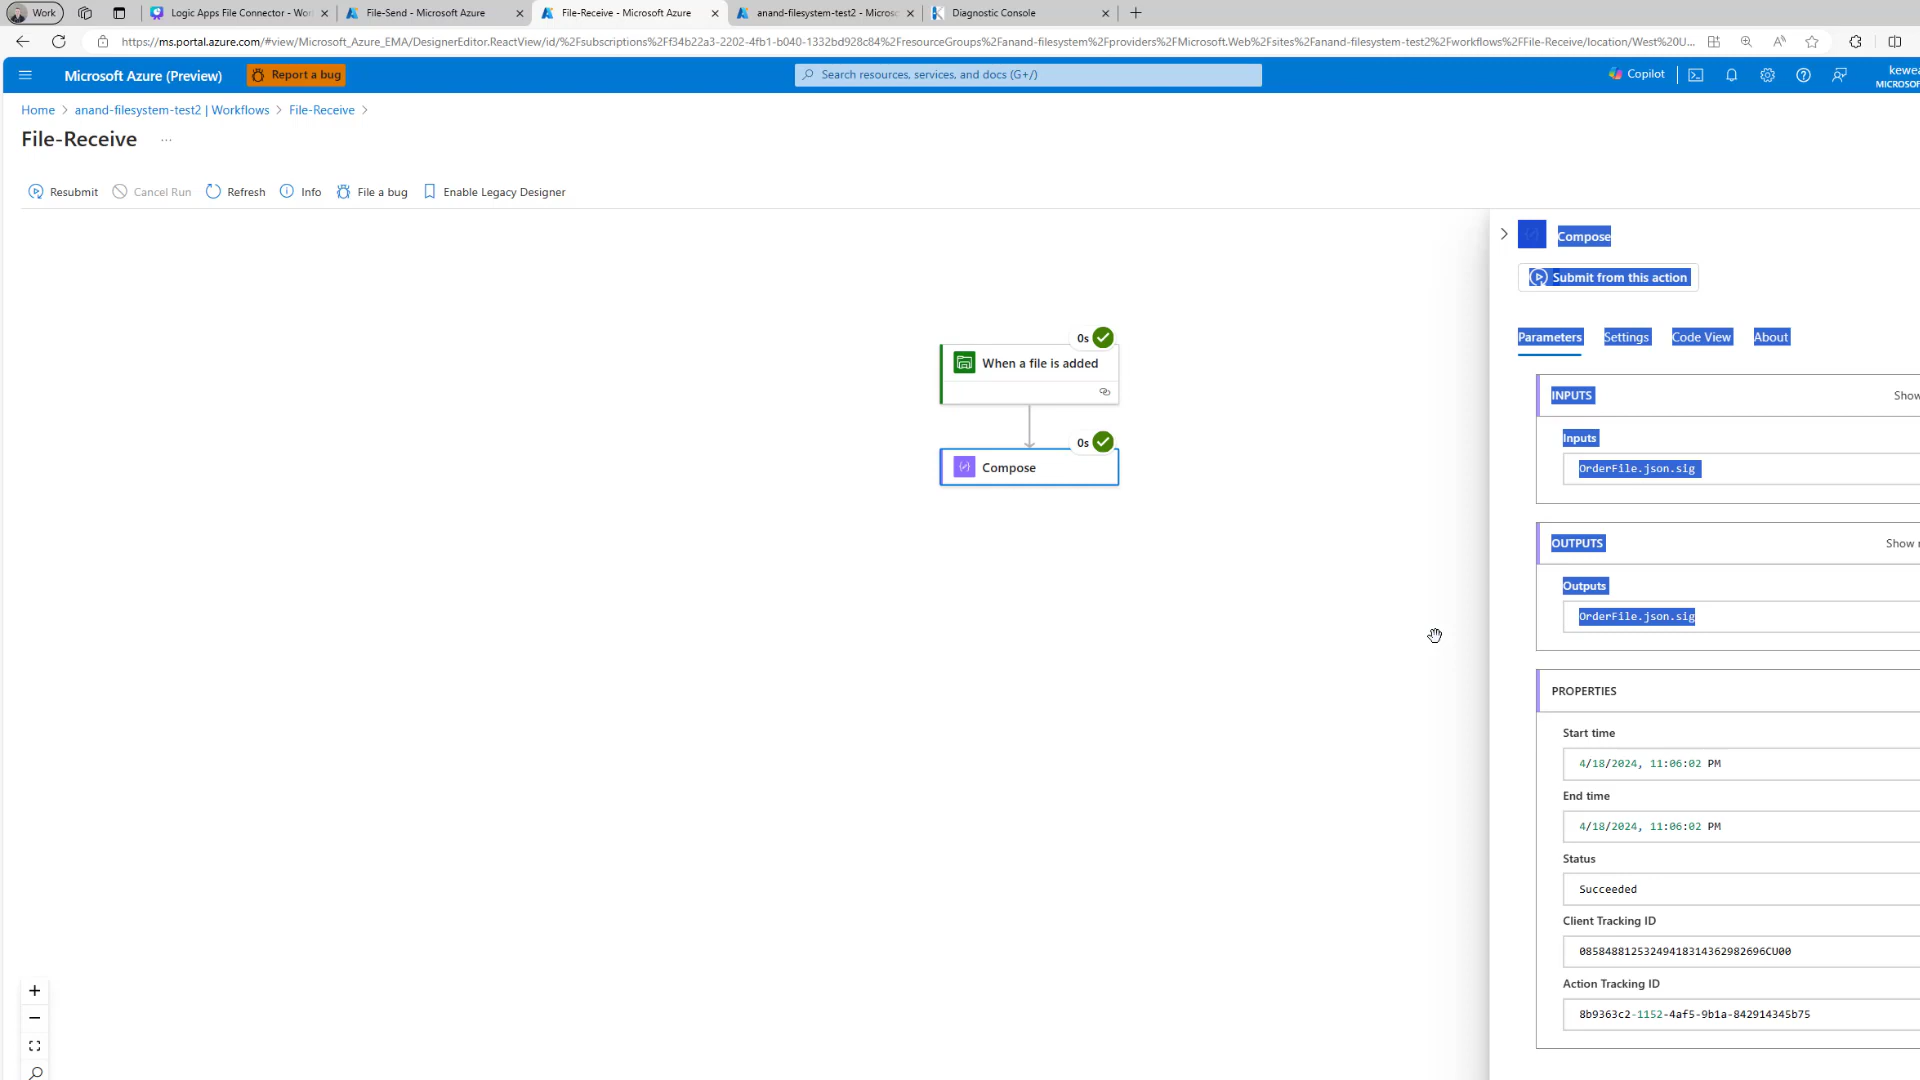 Work
Logic Apps File Connector - Wor
File-Send - Microsoft Azure
File-Receive - Microsoft Azure
anand-filesystem-test2 - Microso
Diagnostic Console
https://ms.portal.azure.com/#view/Microsoft_Azure_EMA/DesignerEditor.ReactView/id/%2Fsubscriptions%2Ff34b22a3-2202-4fb1-b040-1332bd928c84%2FresourceGroups%2Fanand-filesystem%2Fproviders%2FMicrosoft.Web%2Fsites%2Fanand-filesystem-test2%2Fworkflows%2FFile-Receive/location/West%20U...
Microsoft Azure (Preview)
Report a bug
Search resources, services, and docs (G+/)
Copilot
kewea
MICROSOF
Home > anand-filesystem-test2 | Workflows > File-Receive >
File-Receive ...
Resubmit
Cancel Run
Refresh
Info
File a bug
Enable Legacy Designer
0s
When a file is added
0s
Compose
Compose
Submit from this action
Parameters
Settings
Code View
About
INPUTS
Show
Inputs
OrderFile.json.sig
OUTPUTS
Show r
Outputs
OrderFile.json.sig
PROPERTIES
Start time
4/18/2024, 11:06:02 PM
End time
4/18/2024, 11:06:02 PM
Status
Succeeded
Client Tracking ID
08584881253249418314362982696CU00
Action Tracking ID
8b9363c2-1152-4af5-9b1a-842914345b75